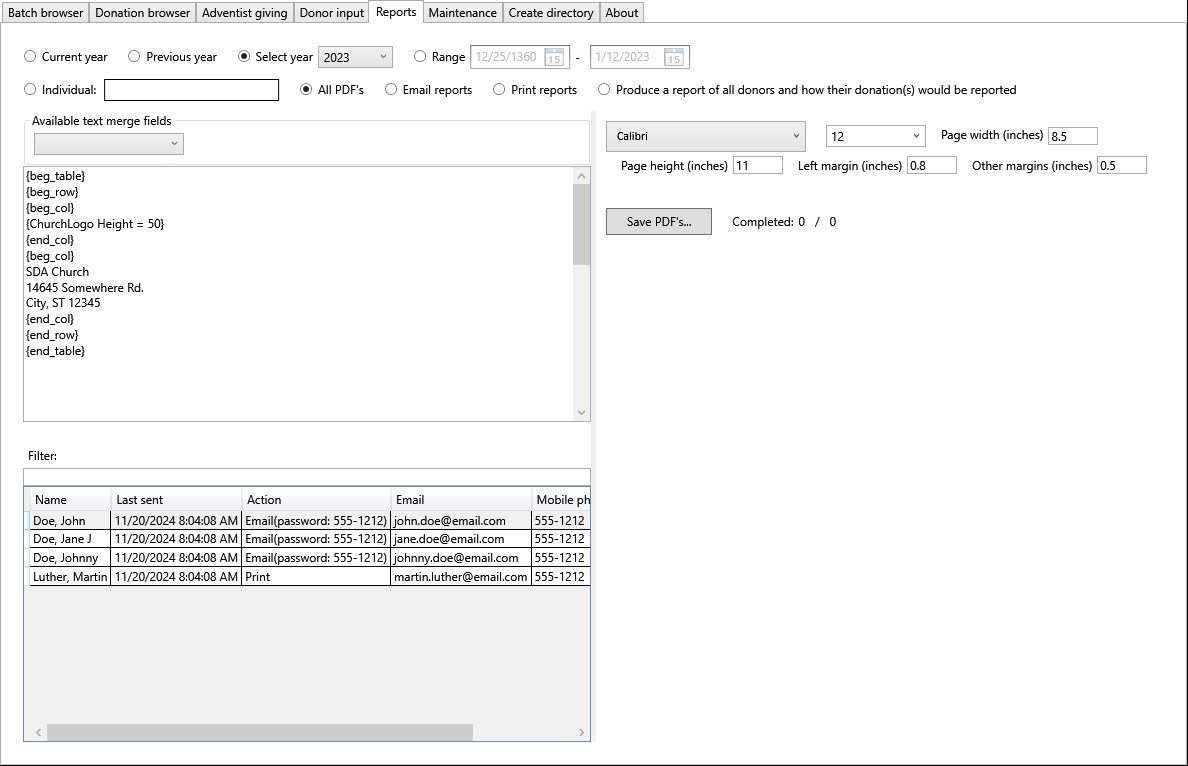 Batch browser Donation browser Adventist giving Donor input Reports Maintenance Create directory About
Current year Previous year Select year 2023 Range 12/25/1360 15 - 1/12/2023 15
Individual: All PDF's Email reports Print reports Produce a report of all donors and how their donation(s) would be reported
Available text merge fields
{beg_table}
{beg_row}
{beg_col}
{ChurchLogo Height = 50}
{end_col}
{beg_col}
SDA Church
14645 Somewhere Rd.
City, ST 12345
{end_col}
{end_row}
{end_table}
Calibri 12 Page width (inches) 8.5
Page height (inches) 11 Left margin (inches) 0.8 Other margins (inches) 0.5
Save PDF's... Completed: 0 / 0
Filter:
Name Last sent Action Email Mobile ph
Doe, John 11/20/2024 8:04:08 AM Email(password: 555-1212) john.doe@email.com 555-1212
Doe, Jane J 11/20/2024 8:04:08 AM Email(password: 555-1212) jane.doe@email.com 555-1212
Doe, Johnny 11/20/2024 8:04:08 AM Email(password: 555-1212) johnny.doe@email.com 555-1212
Luther, Martin 11/20/2024 8:04:08 AM Print martin.luther@email.com 555-1212